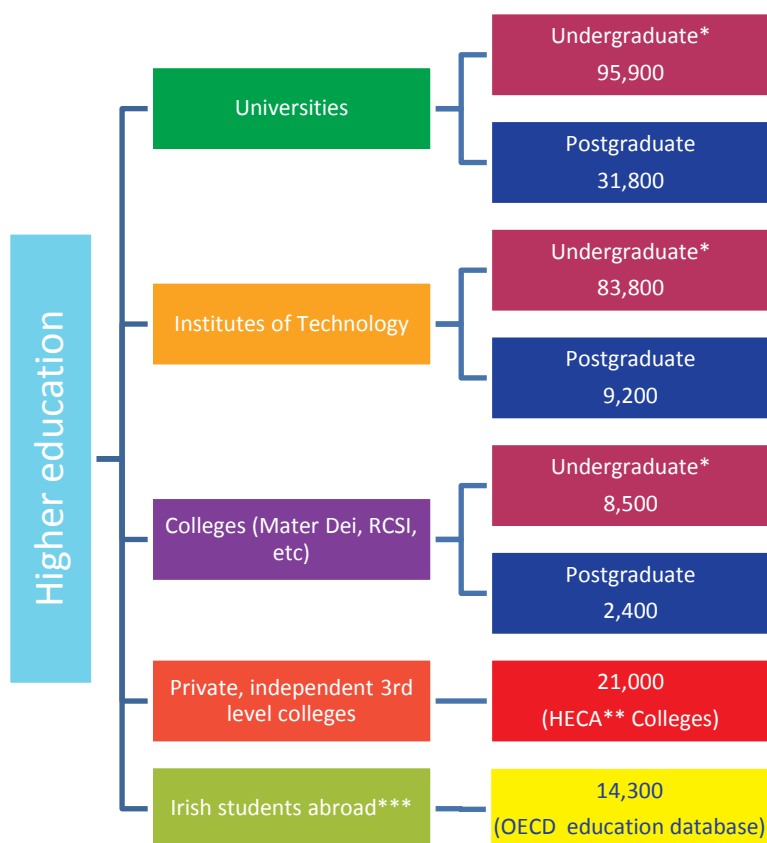 Higher education
Universities
Undergraduate*
95,900
Postgraduate
31,800
Institutes of Technology
Undergraduate*
83,800
Postgraduate
9,200
Colleges (Mater Dei, RCSI,
etc)
Undergraduate*
8,500
Postgraduate
2,400
Private, independent 3rd
level colleges
21,000
(HECA** Colleges)
Irish students abroad***
14,300
(OECD education database)